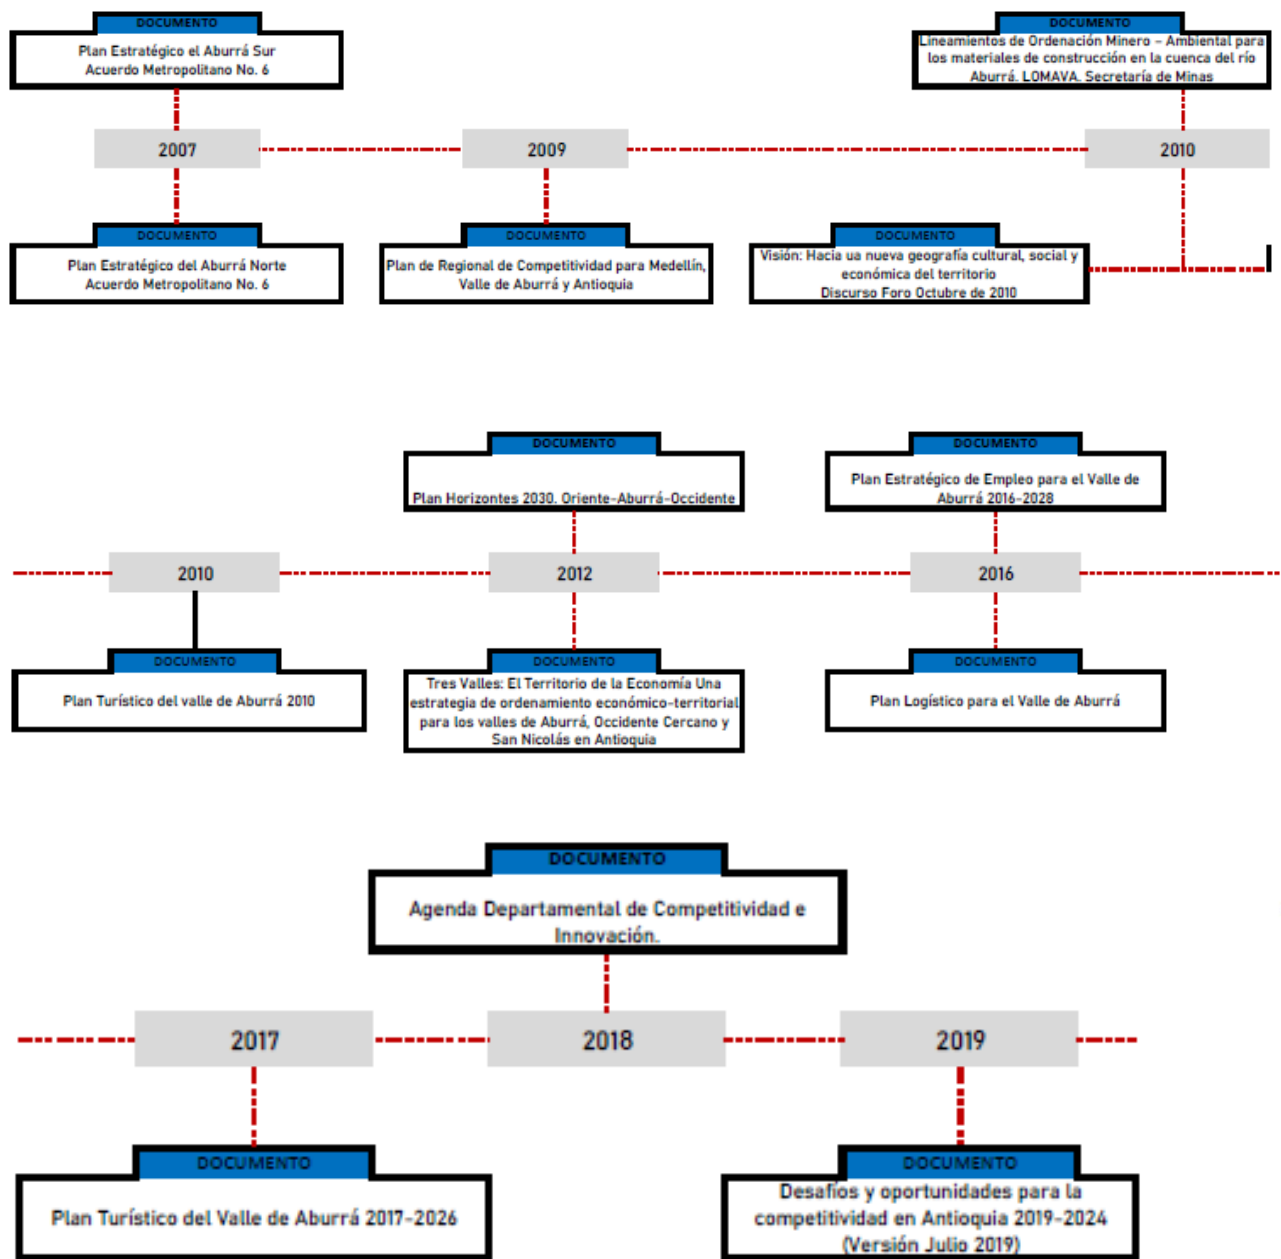 DOCUMENTO
Plan Estratégico el Aburrá Sur
Acuerdo Metropolitano No. 6
DOCUMENTO
Lineamientos de Ordenación Minero – Ambiental para
los materiales de construcción en la cuenca del río
Aburrá. LOMAVA. Secretaría de Minas
2007
2009
2010
DOCUMENTO
Plan Estratégico del Aburrá Norte
Acuerdo Metropolitano No. 6
DOCUMENTO
Plan de Regional de Competitividad para Medellín,
Valle de Aburrá y Antioquia
DOCUMENTO
Visión: Hacia ua nueva geografía cultural, social y
económica del territorio
Discurso Foro Octubre de 2010
DOCUMENTO
Plan Horizontes 2030. Oriente-Aburrá-Occidente
DOCUMENTO
Plan Estratégico de Empleo para el Valle de
Aburrá 2016-2028
2010
2012
2016
DOCUMENTO
Plan Turístico del valle de Aburrá 2010
DOCUMENTO
Tres Valles: El Territorio de la Economía Una
estrategia de ordenamiento económico-territorial
para los valles de Aburrá, Occidente Cercano y
San Nicolás en Antioquia
DOCUMENTO
Plan Logístico para el Valle de Aburrá
DOCUMENTO
Agenda Departamental de Competitividad e
Innovación.
2017
2018
2019
DOCUMENTO
Plan Turístico del Valle de Aburrá 2017-2026
DOCUMENTO
Desafíos y oportunidades para la
competitividad en Antioquia 2019-2024
(Versión Julio 2019)